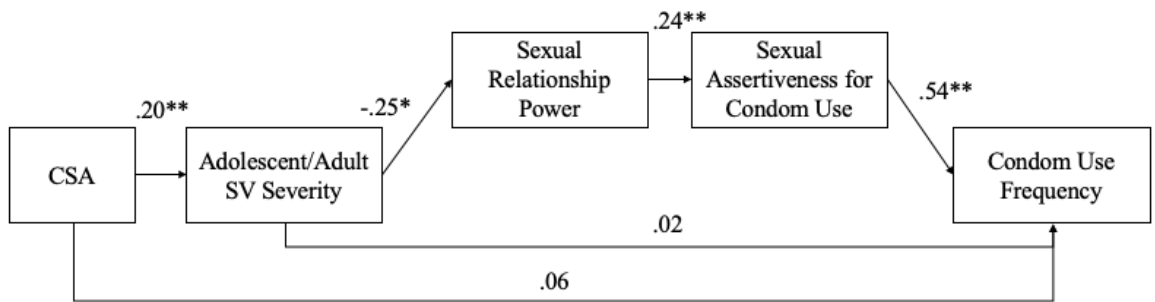 .24**
Sexual
Relationship
Power
Sexual
Assertiveness for
Condom Use
.20**
-.25*
.54**
CSA
Adolescent/Adult
SV Severity
Condom Use
Frequency
.02
.06